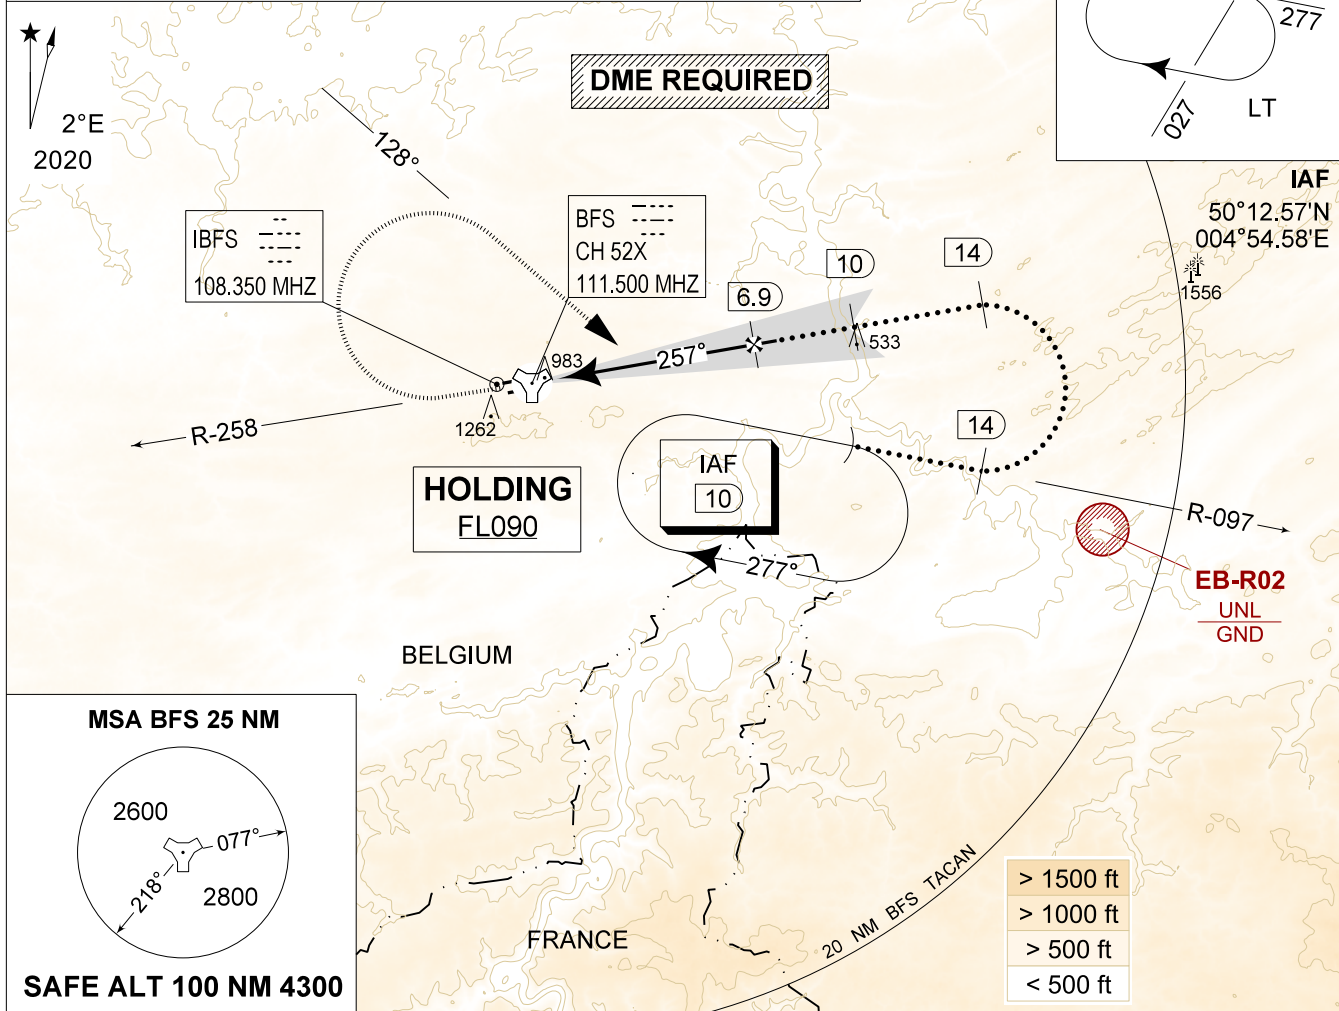 277
027
LT
2°E
2020
DME REQUIRED
128°
IAF
50°12.57'N
004°54.58'E
1556
IBFS
108.350 MHZ
BFS
CH 52X
111.500 MHZ
6.9
10
14
983
257°
533
R-258
1262
14
HOLDING
FL090
IAF
10
277°
R-097
EB-R02
UNL
GND
BELGIUM
MSA BFS 25 NM
2600
077°
218°
2800
SAFE ALT 100 NM 4300
FRANCE
20 NM BFS TACAN
> 1500 ft
> 1000 ft
> 500 ft
< 500 ft